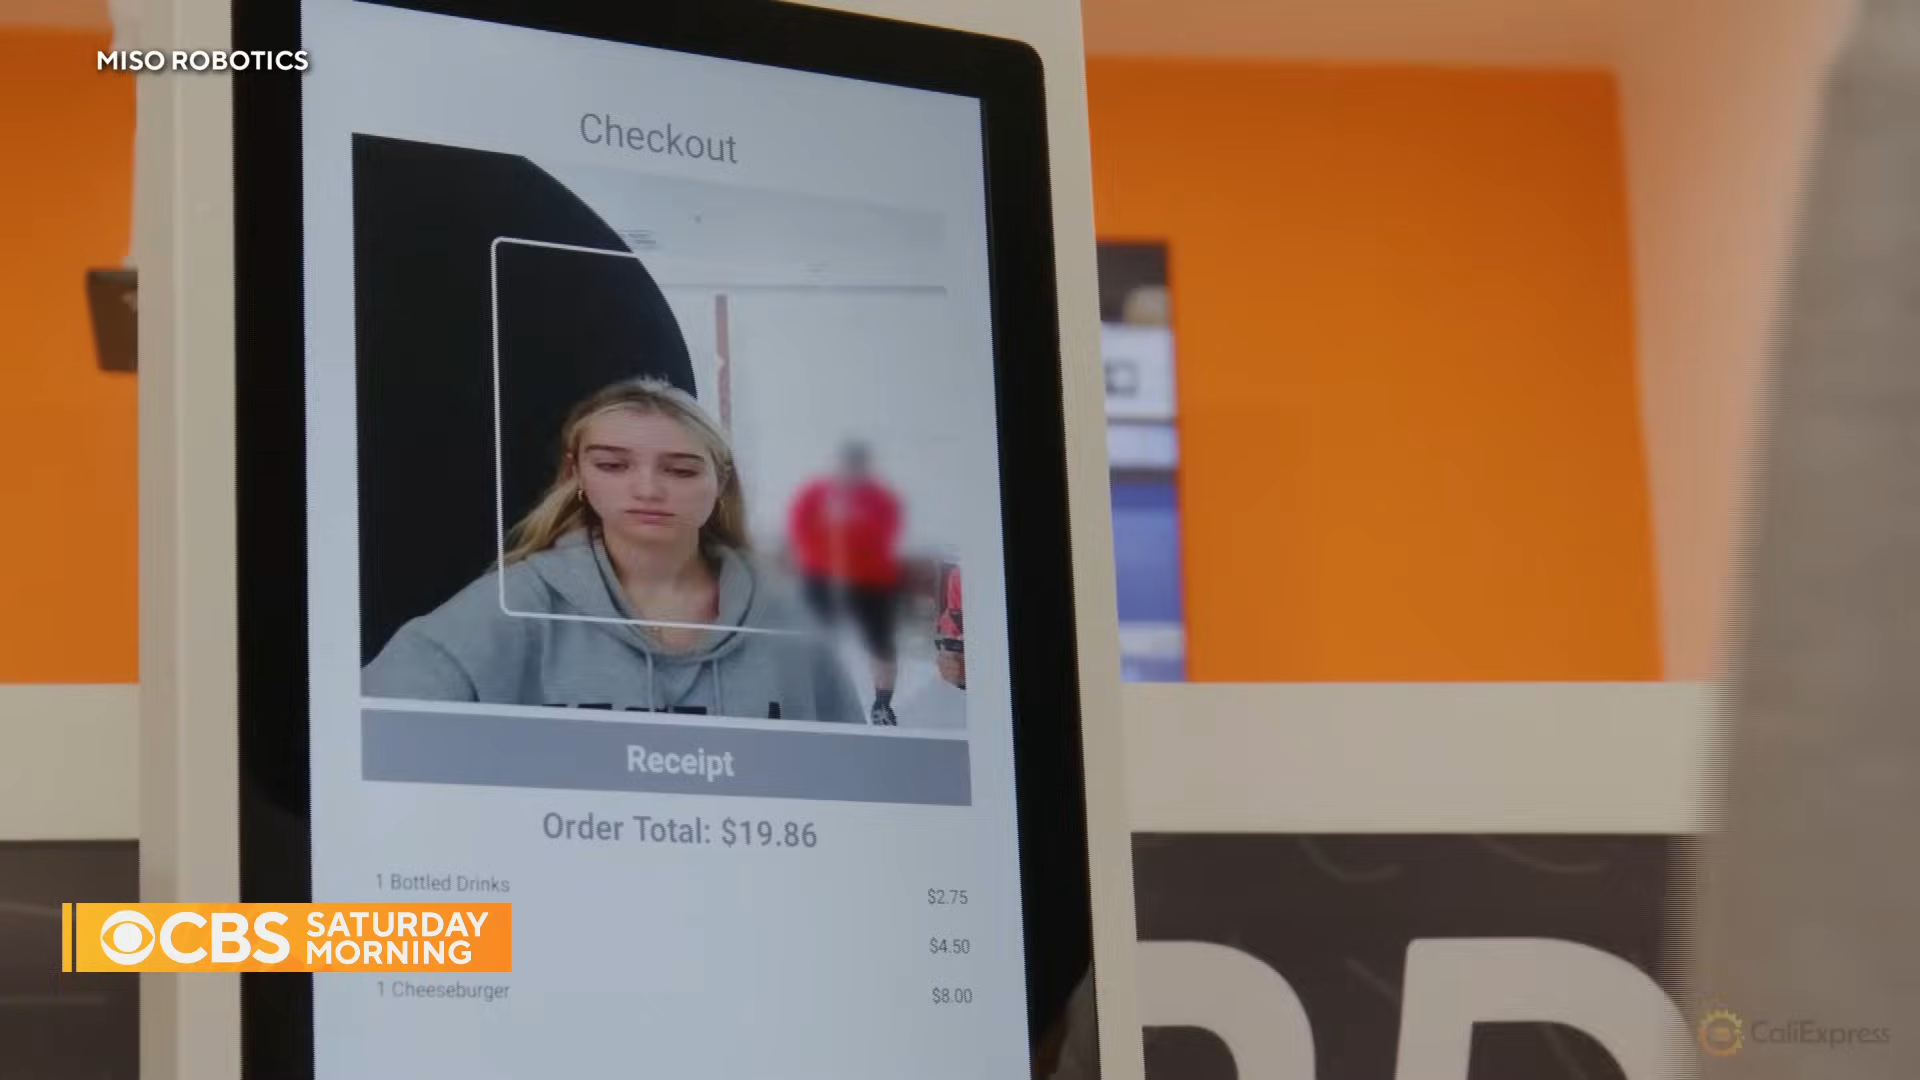 MISO ROBOTICS
Checkout
Receipt
Order Total: $19.86
1 Bottled Drinks
$2.75
$4.50
1 Cheeseburger
$8.00
CBS SATURDAY MORNING
CaliExpress